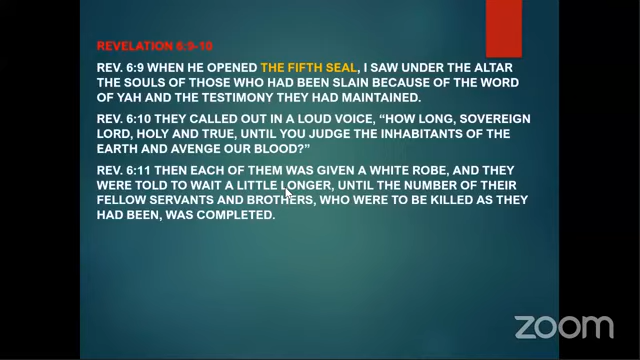 REVELATION 6:9-10
REV. 6:9 WHEN HE OPENED THE FIFTH SEAL, I SAW UNDER THE ALTAR
THE SOULS OF THOSE WHO HAD BEEN SLAIN BECAUSE OF THE WORD
OF YAH AND THE TESTIMONY THEY HAD MAINTAINED.
REV. 6:10 THEY CALLED OUT IN A LOUD VOICE, “HOW LONG, SOVEREIGN
LORD, HOLY AND TRUE, UNTIL YOU JUDGE THE INHABITANTS OF THE
EARTH AND AVENGE OUR BLOOD?”
REV. 6:11 THEN EACH OF THEM WAS GIVEN A WHITE ROBE, AND THEY
WERE TOLD TO WAIT A LITTLE LONGER, UNTIL THE NUMBER OF THEIR
FELLOW SERVANTS AND BROTHERS, WHO WERE TO BE KILLED AS THEY
HAD BEEN, WAS COMPLETED.
zoom